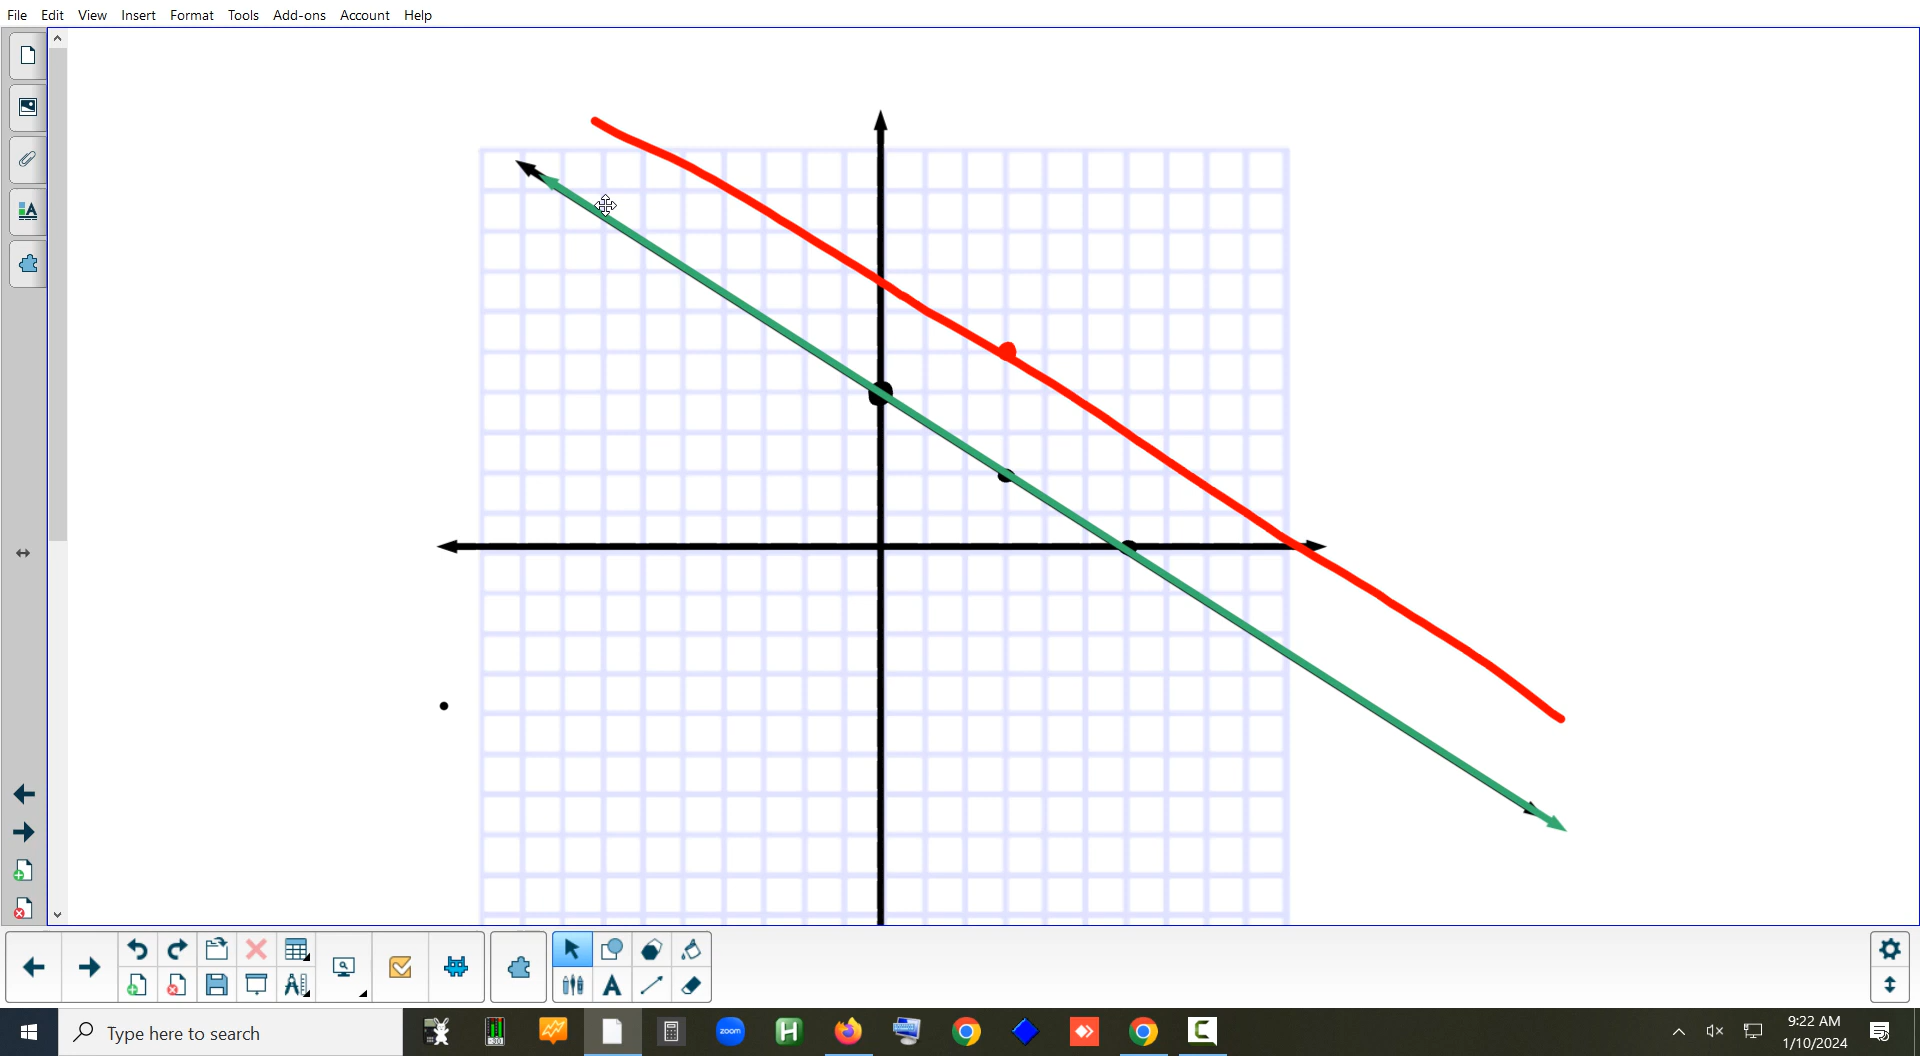 File Edit View Insert Format Tools Add-ons Account Help
A
A
Type here to search
zoom
H
C
9:22 AM
1/10/2024